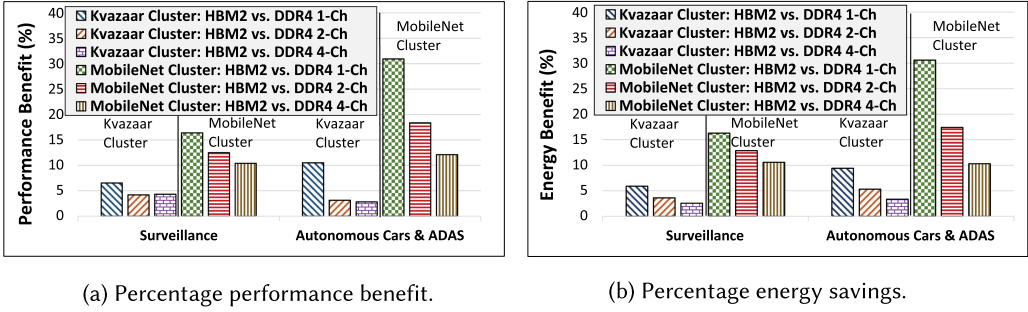 Performance Benefit (%)
40
35
30
25
20
15
10
5
0
Kvazaar Cluster: HBM2 vs. DDR4 1-Ch
Kvazaar Cluster: HBM2 vs. DDR4 2-Ch
Kvazaar Cluster: HBM2 vs. DDR4 4-Ch
MobileNet Cluster: HBM2 vs. DDR4 1-Ch
MobileNet Cluster: HBM2 vs. DDR4 2-Ch
MobileNet Cluster: HBM2 vs. DDR4 4-Ch
Kvazaar
Cluster
MobileNet
Cluster
Kvazaar
Cluster
MobileNet
Cluster
Surveillance
Autonomous Cars & ADAS
(a) Percentage performance benefit.
Energy Benefit (%)
40
35
30
25
20
15
10
5
0
Kvazaar Cluster: HBM2 vs. DDR4 1-Ch
Kvazaar Cluster: HBM2 vs. DDR4 2-Ch
Kvazaar Cluster: HBM2 vs. DDR4 4-Ch
MobileNet Cluster: HBM2 vs. DDR4 1-Ch
MobileNet Cluster: HBM2 vs. DDR4 2-Ch
MobileNet Cluster: HBM2 vs. DDR4 4-Ch
Kvazaar
Cluster
MobileNet
Cluster
Kvazaar
Cluster
MobileNet
Cluster
Surveillance
Autonomous Cars & ADAS
(b) Percentage energy savings.